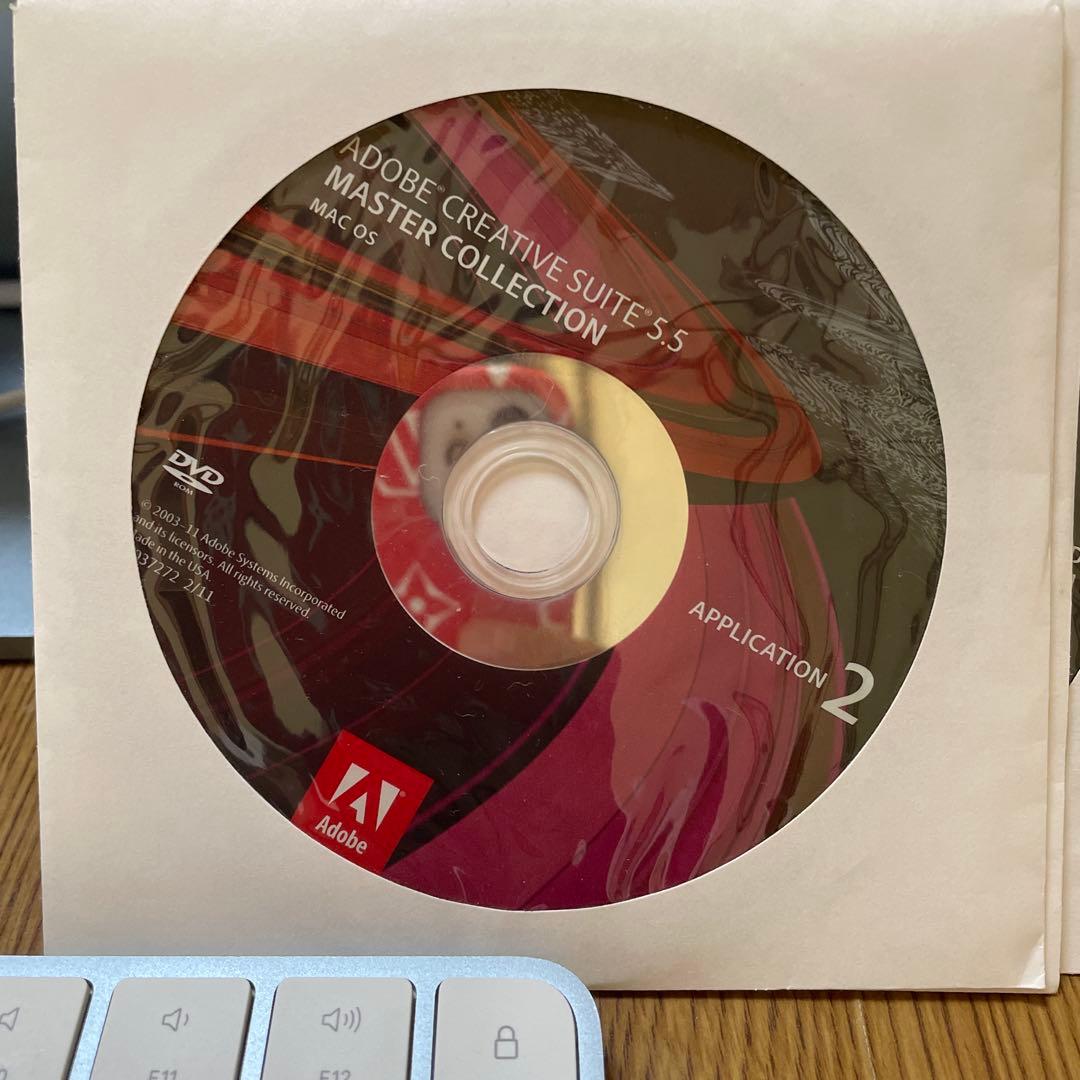 ADOBE® CREATIVE SUITE® 5.5
MASTER COLLECTION
MAC OS
DVD
ROM
© 2003–11 Adobe Systems Incorporated
and its licensors. All rights reserved.
ade in the USA.
037272 2/11
APPLICATION 2
Adobe
F11
F12